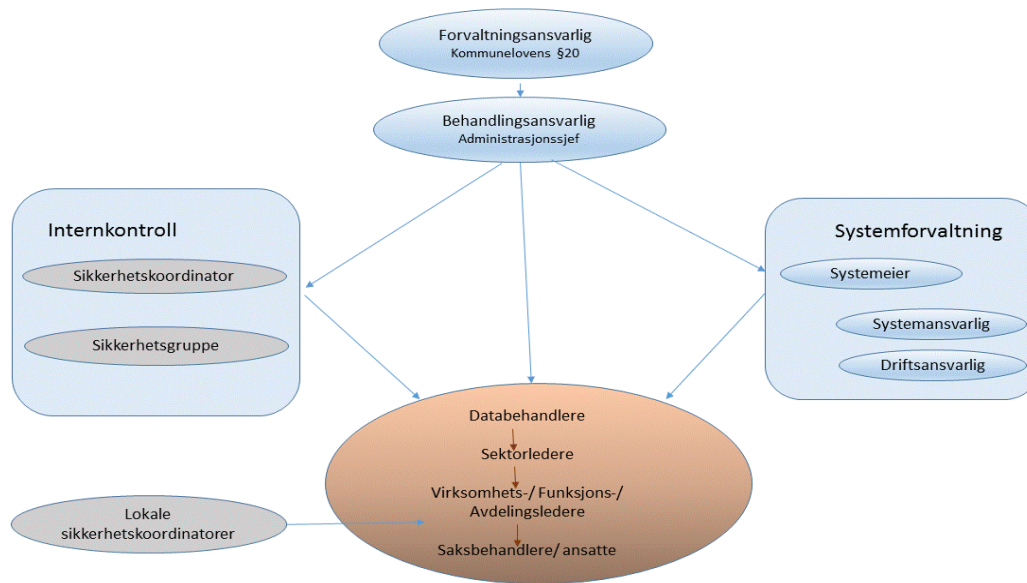 Forvaltningsansvarlig
Kommunelovens §20
Behandlingsansvarlig
Administrasjonssjef
Internkontroll
Sikkerhetskoordinator
Sikkerhetsgruppe
Systemforvaltning
Systemeier
Systemansvarlig
Driftsansvarlig
Databehandlere
Sektorledere
Virksomhets-/ Funksjons-/
Avdelingsledere
Saksbehandlere/ ansatte
Lokale
sikkerhetskoordinatorer